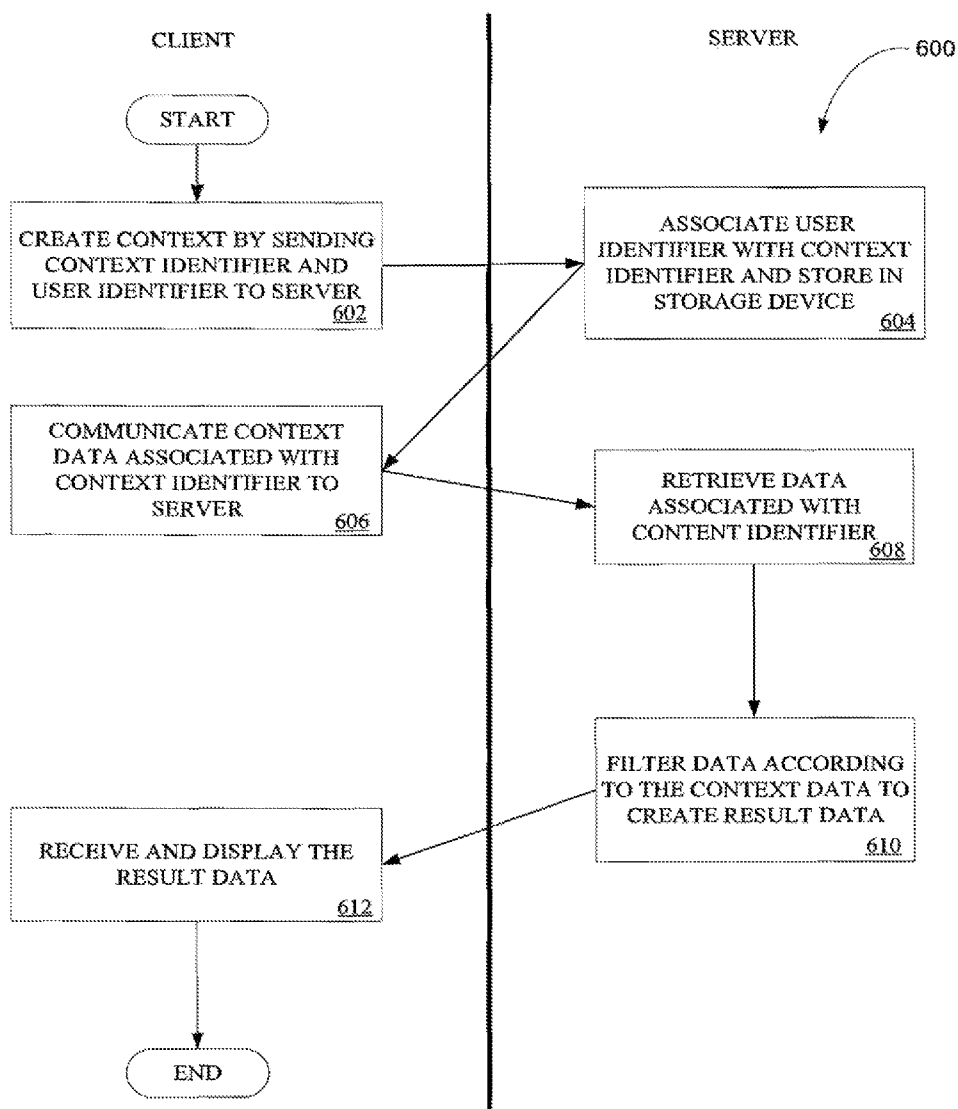 CLIENT
SERVER
600
START
CREATE CONTEXT BY SENDING
CONTEXT IDENTIFIER AND
USER IDENTIFIER TO SERVER
602
ASSOCIATE USER
IDENTIFIER WITH CONTEXT
IDENTIFIER AND STORE IN
STORAGE DEVICE
604
COMMUNICATE CONTEXT
DATA ASSOCIATED WITH
CONTEXT IDENTIFIER TO
SERVER
606
RETRIEVE DATA
ASSOCIATED WITH
CONTENT IDENTIFIER
608
FILTER DATA ACCORDING
TO THE CONTEXT DATA TO
CREATE RESULT DATA
610
RECEIVE AND DISPLAY THE
RESULT DATA
612
END